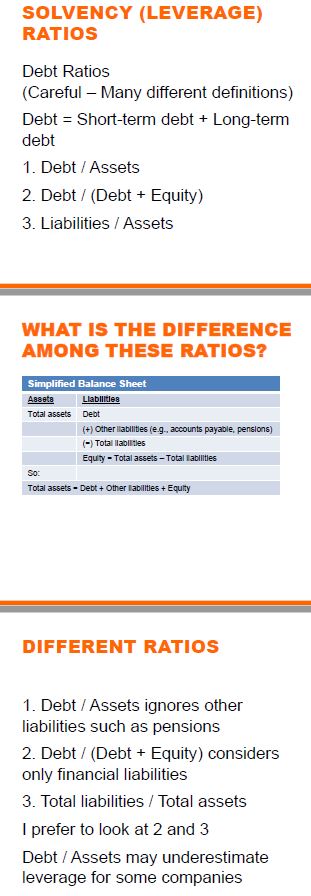 SOLVENCY (LEVERAGE)
RATIOS
Debt Ratios
(Careful – Many different definitions)
Debt = Short-term debt + Long-term
debt
1. Debt / Assets
2. Debt / (Debt + Equity)
3. Liabilities / Assets
WHAT IS THE DIFFERENCE
AMONG THESE RATIOS?
Simplified Balance Sheet
Assets Liabilities
Total assets Debt
(+) Other liabilities (e.g., accounts payable, pensions)
(=) Total liabilities
Equity = Total assets – Total liabilities
So:
Total assets = Debt + Other liabilities + Equity
DIFFERENT RATIOS
1. Debt / Assets ignores other
liabilities such as pensions
2. Debt / (Debt + Equity) considers
only financial liabilities
3. Total liabilities / Total assets
I prefer to look at 2 and 3
Debt / Assets may underestimate
leverage for some companies